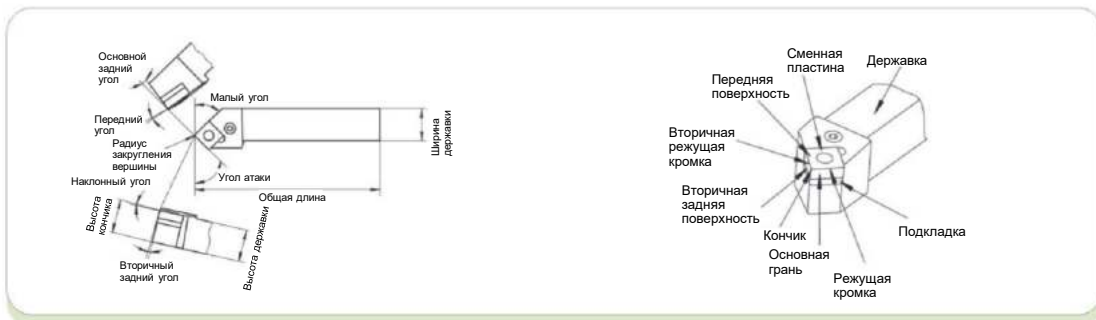 Основной
задний
угол
Малый угол
Передний
угол
Радиус
закругления
вершины
Угол атаки
Ширина
державки
Наклонный угол
Общая длина
Высота
кончика
Высота державки
Вторичный
задний угол
Сменная
пластина
Державка
Передняя
поверхность
Вторичная
режущая
кромка
Вторичная
задняя
поверхность
Кончик
Подкладка
Основная
грань
Режущая
кромка